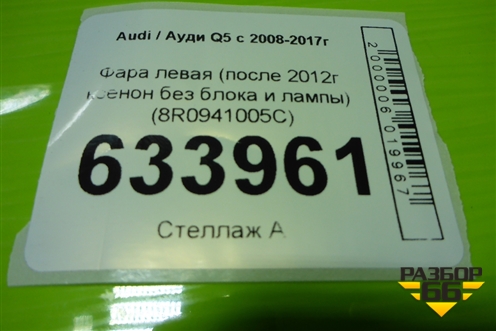 Audi / Ауди Q5 с 2008-2017г
Фара левая (после 2012г
ксенон без блока и лампы)
(8R0941005C)
633961
Стеллаж А
2000006019967
РАЗБОР
66